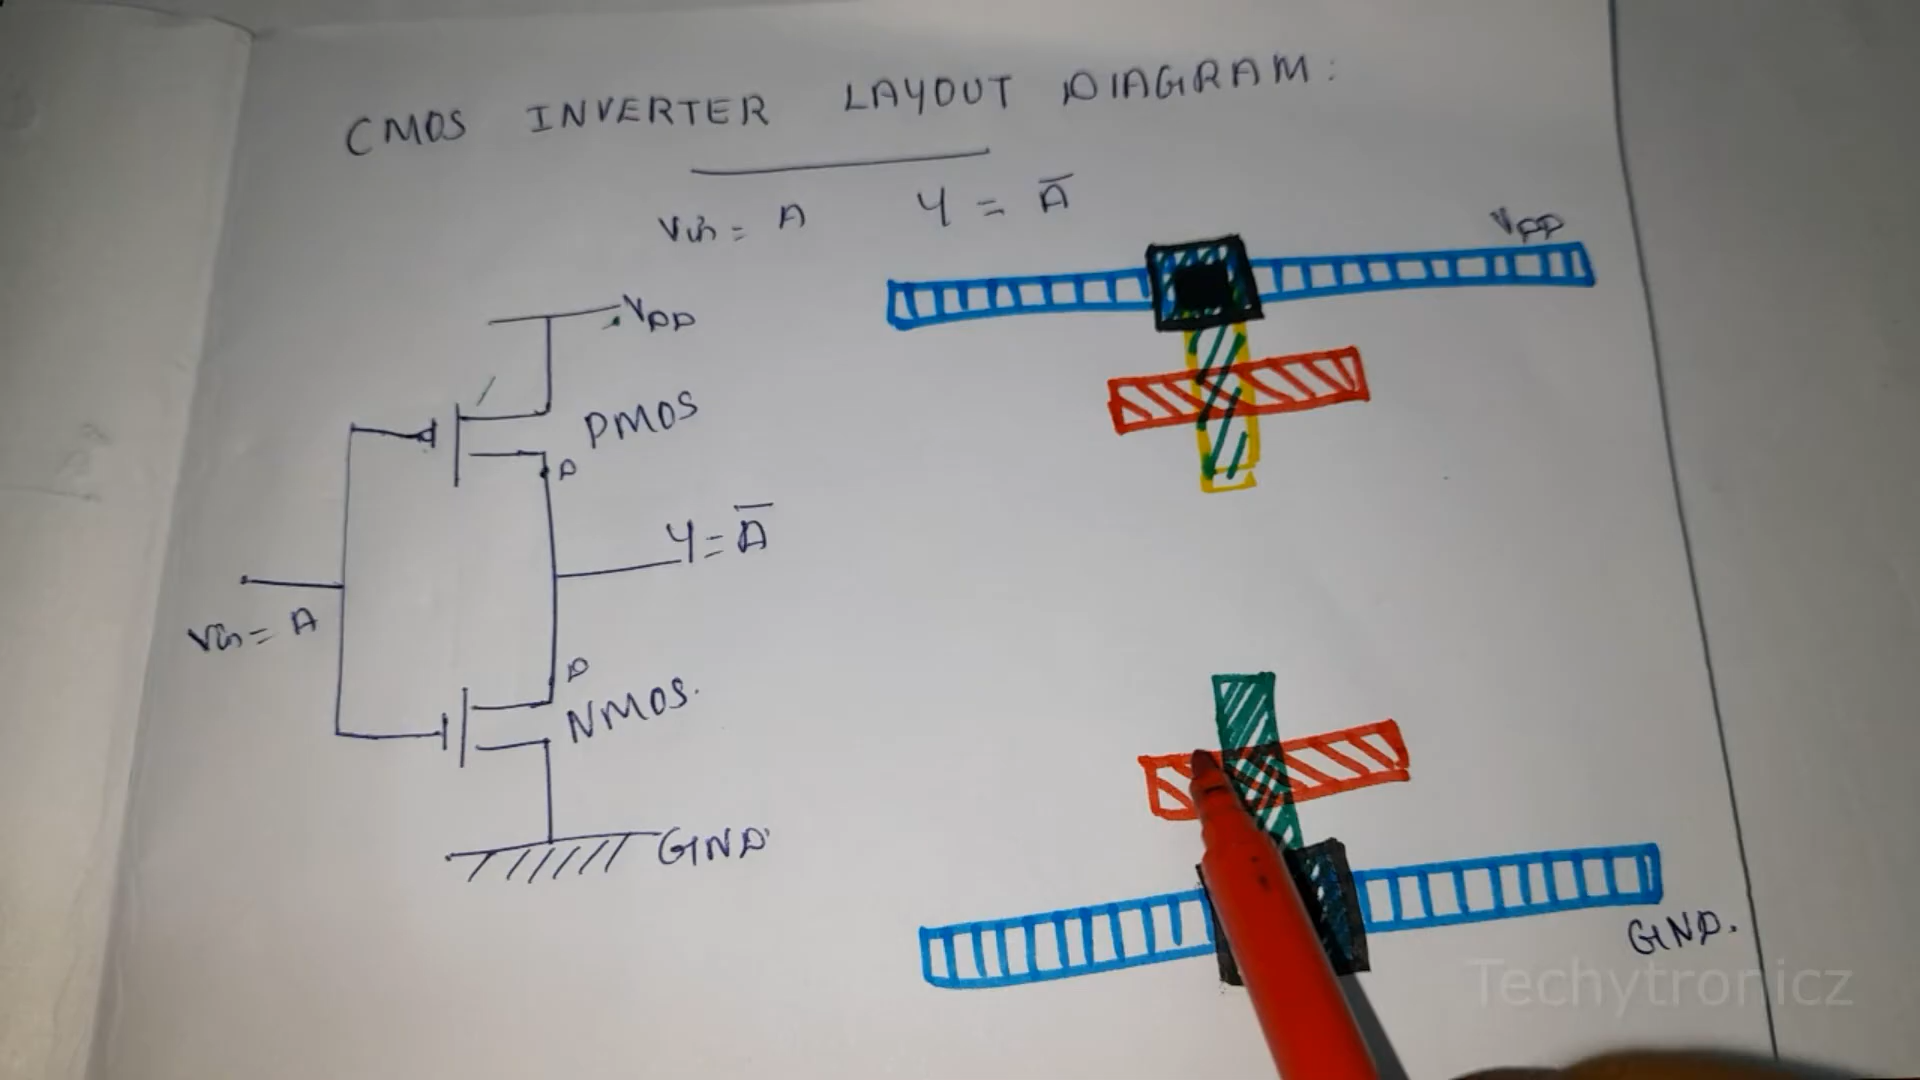 CMOS INVERTER LAYOUT DIAGRAM:
Vin = A Y = A̅
VDD
VDD
PMOS
D
Y = A̅
Vin = A
D
NMOS.
GND
GND.
Techytronicz